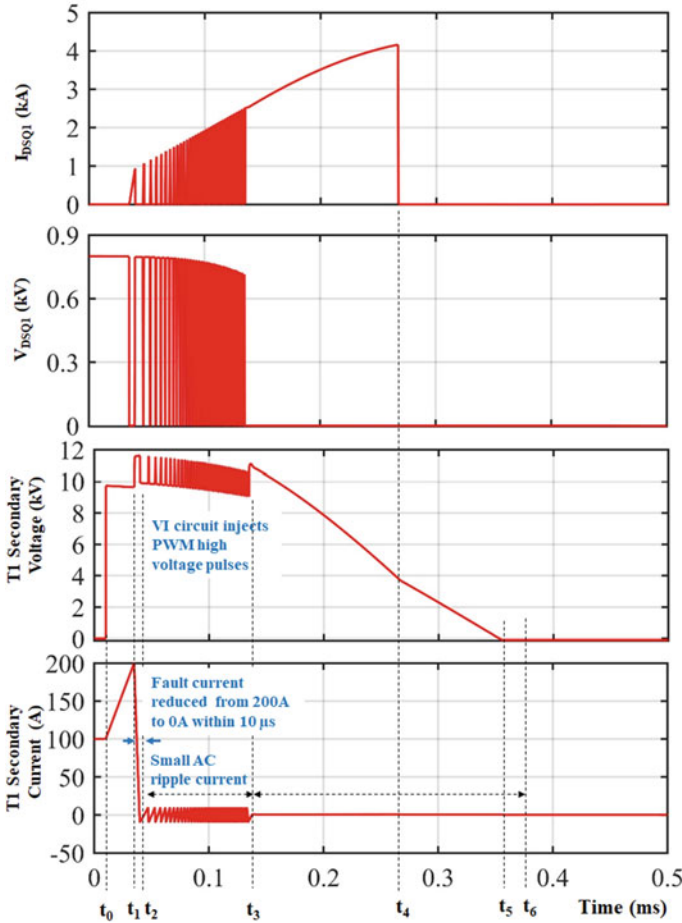 5
4
3
2
1
0
I_DSQ1 (kA)
0.9
0.6
0.3
0
V_DSQ1 (kV)
12
10
8
6
4
2
0
T1 Secondary
Voltage (kV)
VI circuit injects
PWM high
voltage pulses
200
150
100
50
0
-50
T1 Secondary
Current (A)
Fault current
reduced from 200A
to 0A within 10 μs
Small AC
ripple current
0 0.1 0.2 0.3 0.4 0.5
t0 t1 t2 t3 t4 t5 t6 Time (ms)